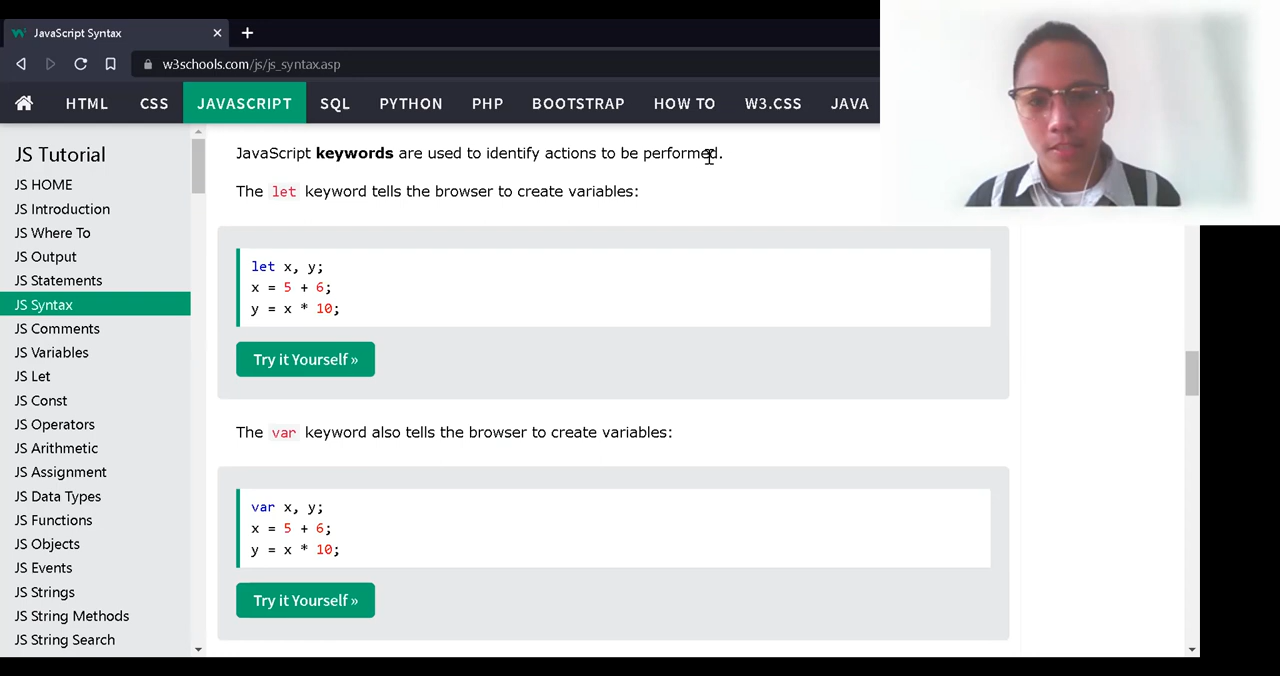 JavaScript Syntax
w3schools.com/js/js_syntax.asp
HTML CSS JAVASCRIPT SQL PYTHON PHP BOOTSTRAP HOW TO W3.CSS JAVA
JS Tutorial
JS HOME
JS Introduction
JS Where To
JS Output
JS Statements
JS Syntax
JS Comments
JS Variables
JS Let
JS Const
JS Operators
JS Arithmetic
JS Assignment
JS Data Types
JS Functions
JS Objects
JS Events
JS Strings
JS String Methods
JS String Search
JavaScript keywords are used to identify actions to be performed.
The let keyword tells the browser to create variables:
let x, y;
x = 5 + 6;
y = x * 10;
Try it Yourself »
The var keyword also tells the browser to create variables:
var x, y;
x = 5 + 6;
y = x * 10;
Try it Yourself »